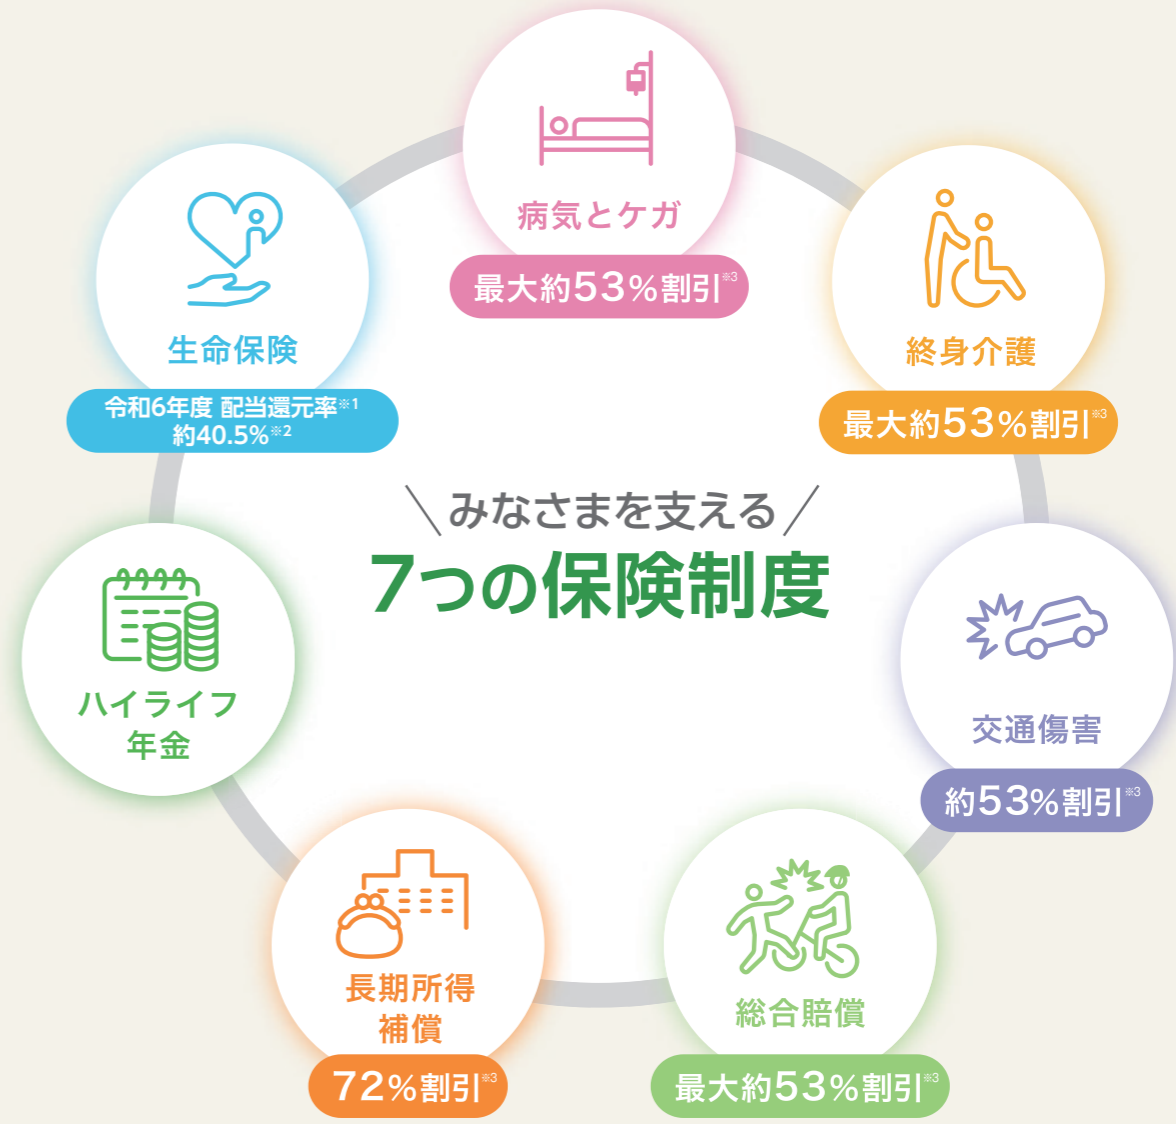 病気とケガ
最大約53%割引※3
生命保険
令和6年度 配当還元率※1
約40.5%※2
終身介護
最大約53%割引※3
みなさまを支える
7つの保険制度
ハイライフ
年金
交通傷害
約53%割引※3
長期所得
補償
72%割引※3
総合賠償
最大約53%割引※3